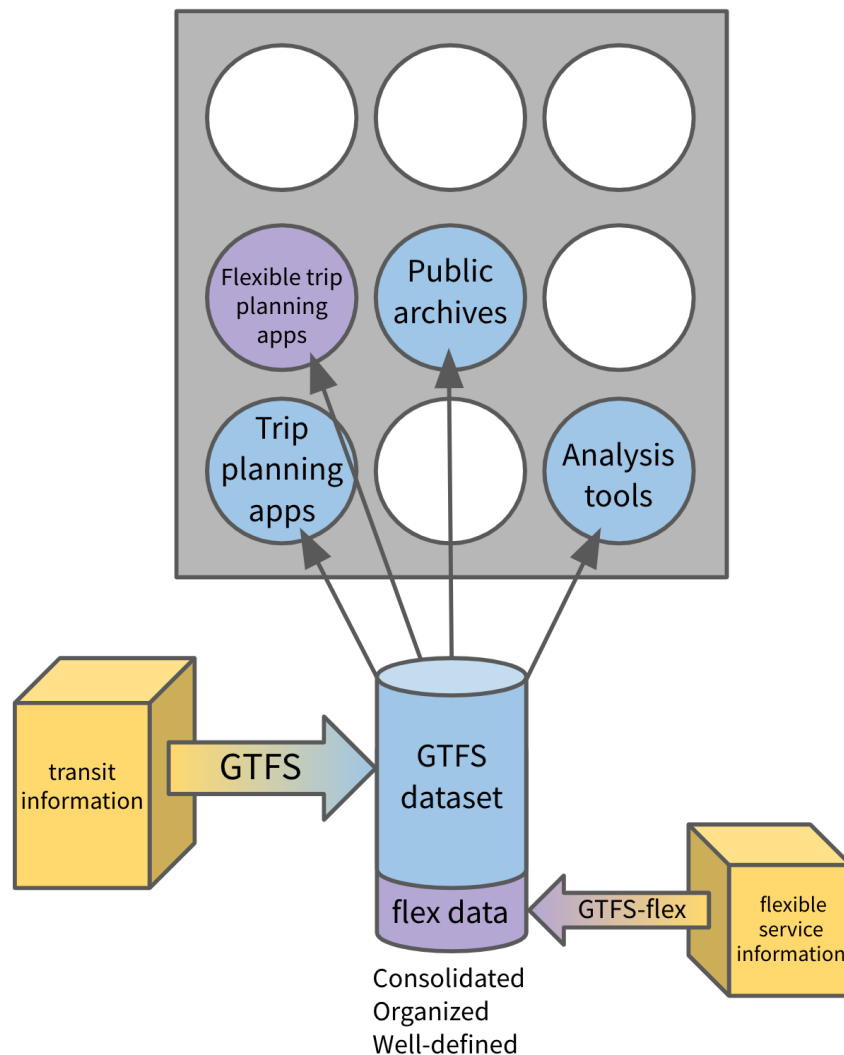 Flexible trip
planning
apps
Public
archives
Trip
planning
apps
Analysis
tools
transit
information
GTFS
GTFS
dataset
flex data
GTFS-flex
flexible
service
information
Consolidated
Organized
Well-defined